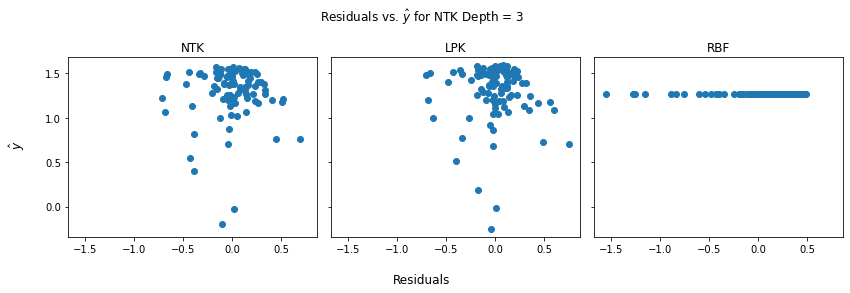 Residuals vs. ŷ for NTK Depth = 3
NTK LPK RBF
ŷ
1.5
1.0
0.5
0.0
−1.5 −1.0 −0.5 0.0 0.5 −1.5 −1.0 −0.5 0.0 0.5 −1.5 −1.0 −0.5 0.0 0.5
Residuals